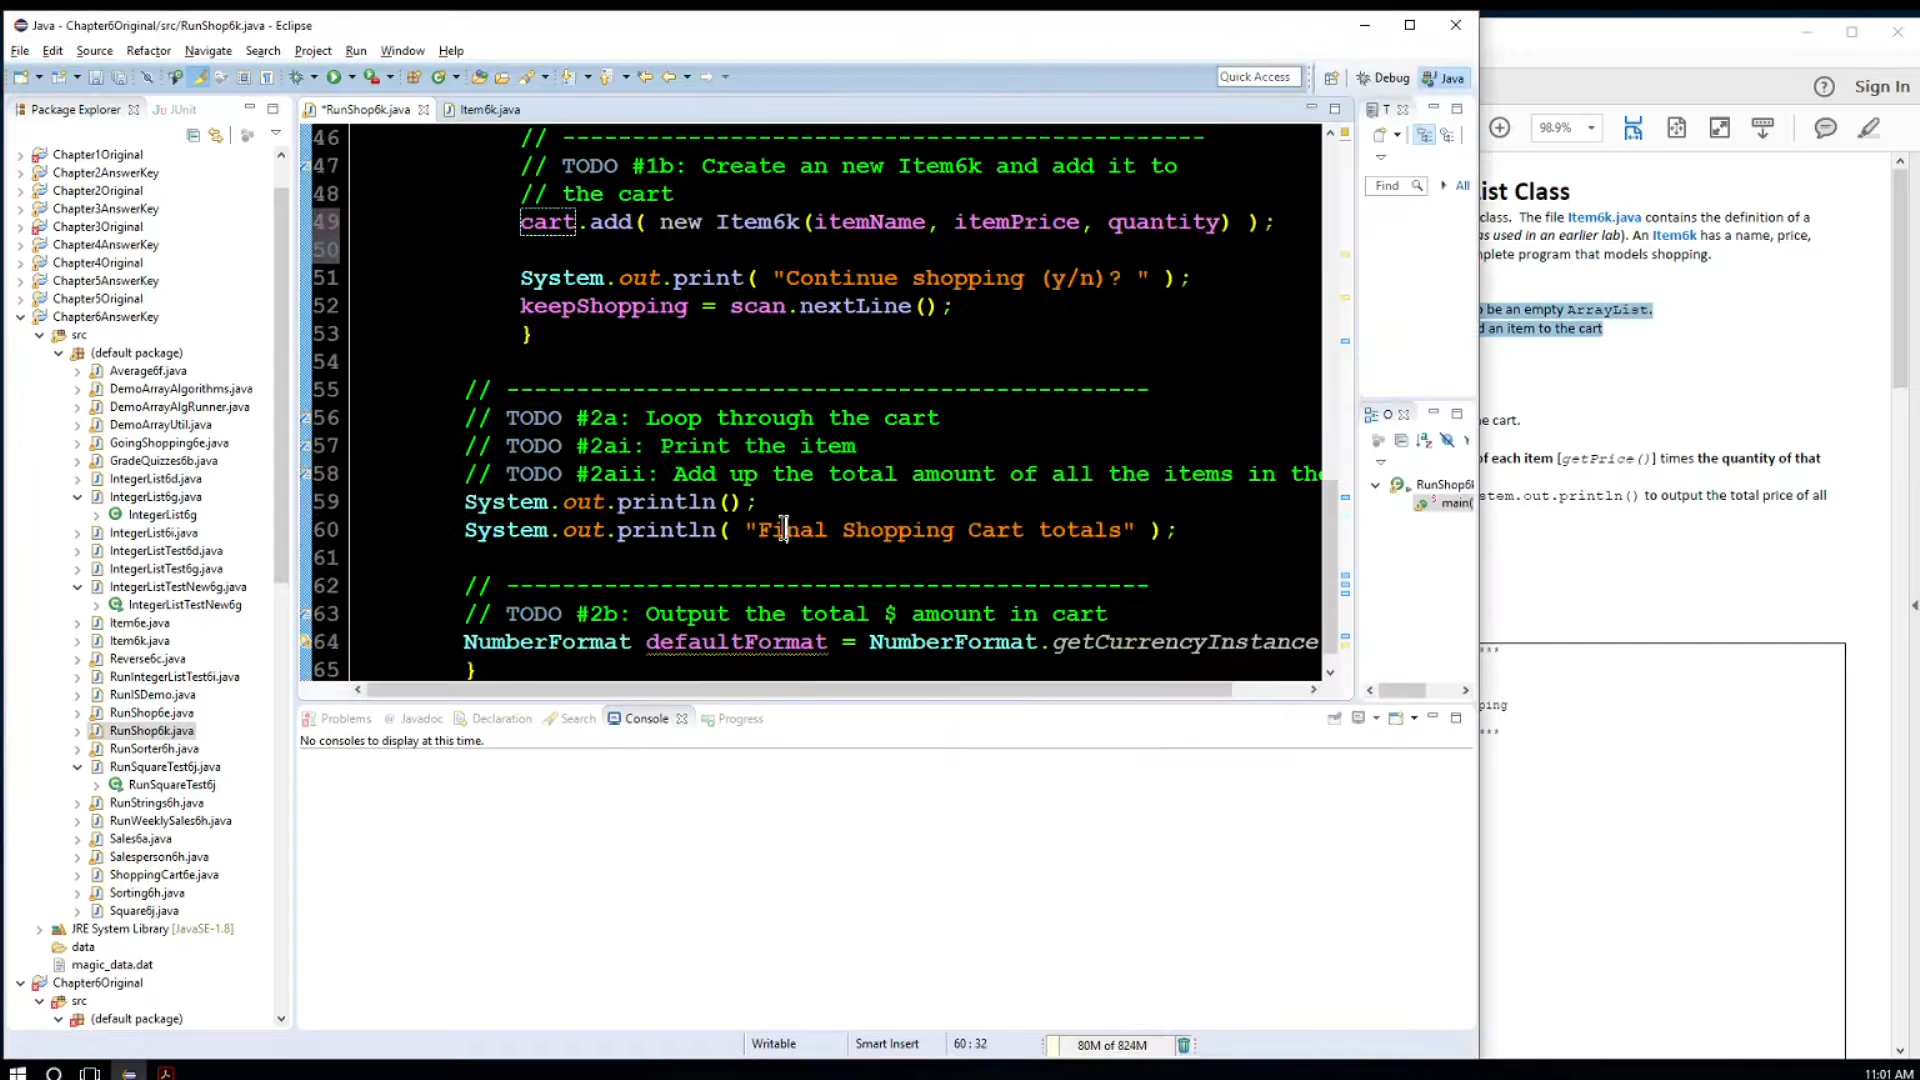 Java - Chapter6Original/src/RunShop6k.java - Eclipse
File Edit Source Refactor Navigate Search Project Run Window Help
Quick Access
Debug
Java
Sign In
98.9%
Package Explorer
JUnit
*RunShop6k.java
Item6k.java
Chapter1Original
Chapter2AnswerKey
Chapter2Original
Chapter3AnswerKey
Chapter3Original
Chapter4AnswerKey
Chapter4Original
Chapter5AnswerKey
Chapter5Original
Chapter6AnswerKey
src
(default package)
Average6f.java
DemoArrayAlgorithms.java
DemoArrayAlgRunner.java
DemoArrayUtil.java
GoingShopping6e.java
GradeQuizzes6b.java
IntegerList6d.java
IntegerList6g.java
IntegerList6g
IntegerList6i.java
IntegerListTest6d.java
IntegerListTest6g.java
IntegerListTestNew6g.java
IntegerListTestNew6g
Item6e.java
Item6k.java
Reverse6c.java
RunIntegerListTest6i.java
RunISDemo.java
RunShop6e.java
RunShop6k.java
RunSorter6h.java
RunSquareTest6j.java
RunSquareTest6j
RunStrings6h.java
RunWeeklySales6h.java
Sales6a.java
Salesperson6h.java
ShoppingCart6e.java
Sorting6h.java
Square6j.java
JRE System Library [JavaSE-1.8]
data
magic_data.dat
Chapter6Original
src
(default package)
46 // ----------------------------------------------
47 // TODO #1b: Create an new Item6k and add it to
48 // the cart
49 cart.add( new Item6k(itemName, itemPrice, quantity) );
50
51 System.out.print( "Continue shopping (y/n)? " );
52 keepShopping = scan.nextLine();
53 }
54
55 // ----------------------------------------------
56 // TODO #2a: Loop through the cart
57 // TODO #2ai: Print the item
58 // TODO #2aii: Add up the total amount of all the items in the
59 System.out.println();
60 System.out.println( "Final Shopping Cart totals" );
61
62 // ----------------------------------------------
63 // TODO #2b: Output the total $ amount in cart
64 NumberFormat defaultFormat = NumberFormat.getCurrencyInstance
65 }
T
Find
All
O
RunShop6k
main(
Problems
Javadoc
Declaration
Search
Console
Progress
No consoles to display at this time.
Writable
Smart Insert
60 : 32
80M of 824M
ist Class
class. The file Item6k.java contains the definition of a
as used in an earlier lab). An Item6k has a name, price,
mplete program that models shopping.
o be an empty ArrayList.
d an item to the cart
he cart.
of each item [getPrice()] times the quantity of that
stem.out.println() to output the total price of all
***
ping
***
11:01 AM